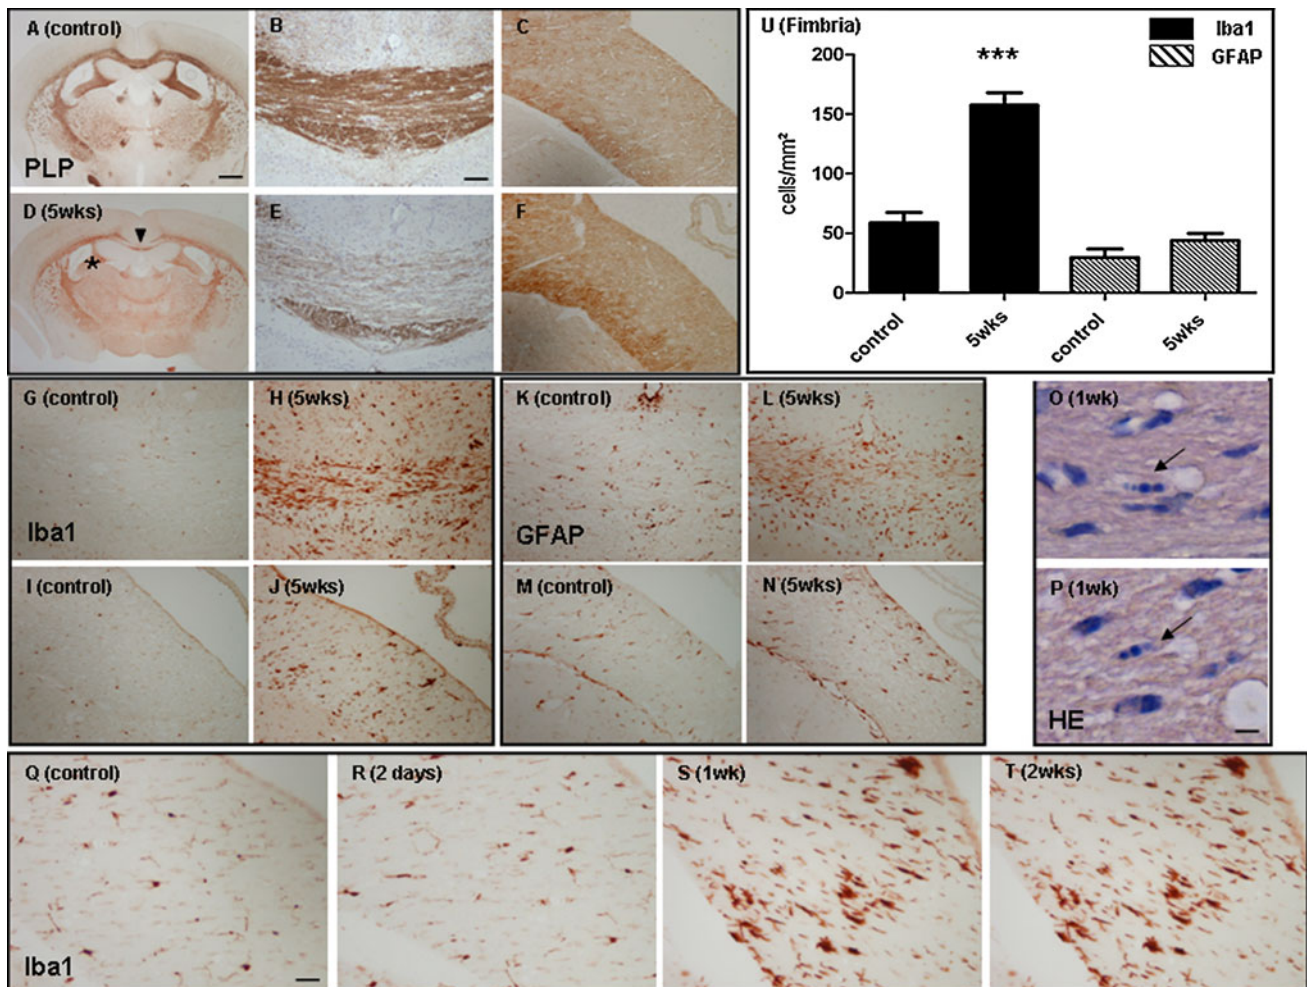 A (control)
B
C
PLP
D (5wks)
E
F
*
U (Fimbria)
Iba1
GFAP
200
150
100
50
0
cells/mm²
***
control
5wks
control
5wks
G (control)
H (5wks)
Iba1
I (control)
J (5wks)
K (control)
L (5wks)
GFAP
M (control)
N (5wks)
O (1wk)
P (1wk)
HE
Q (control)
R (2 days)
S (1wk)
T (2wks)
Iba1